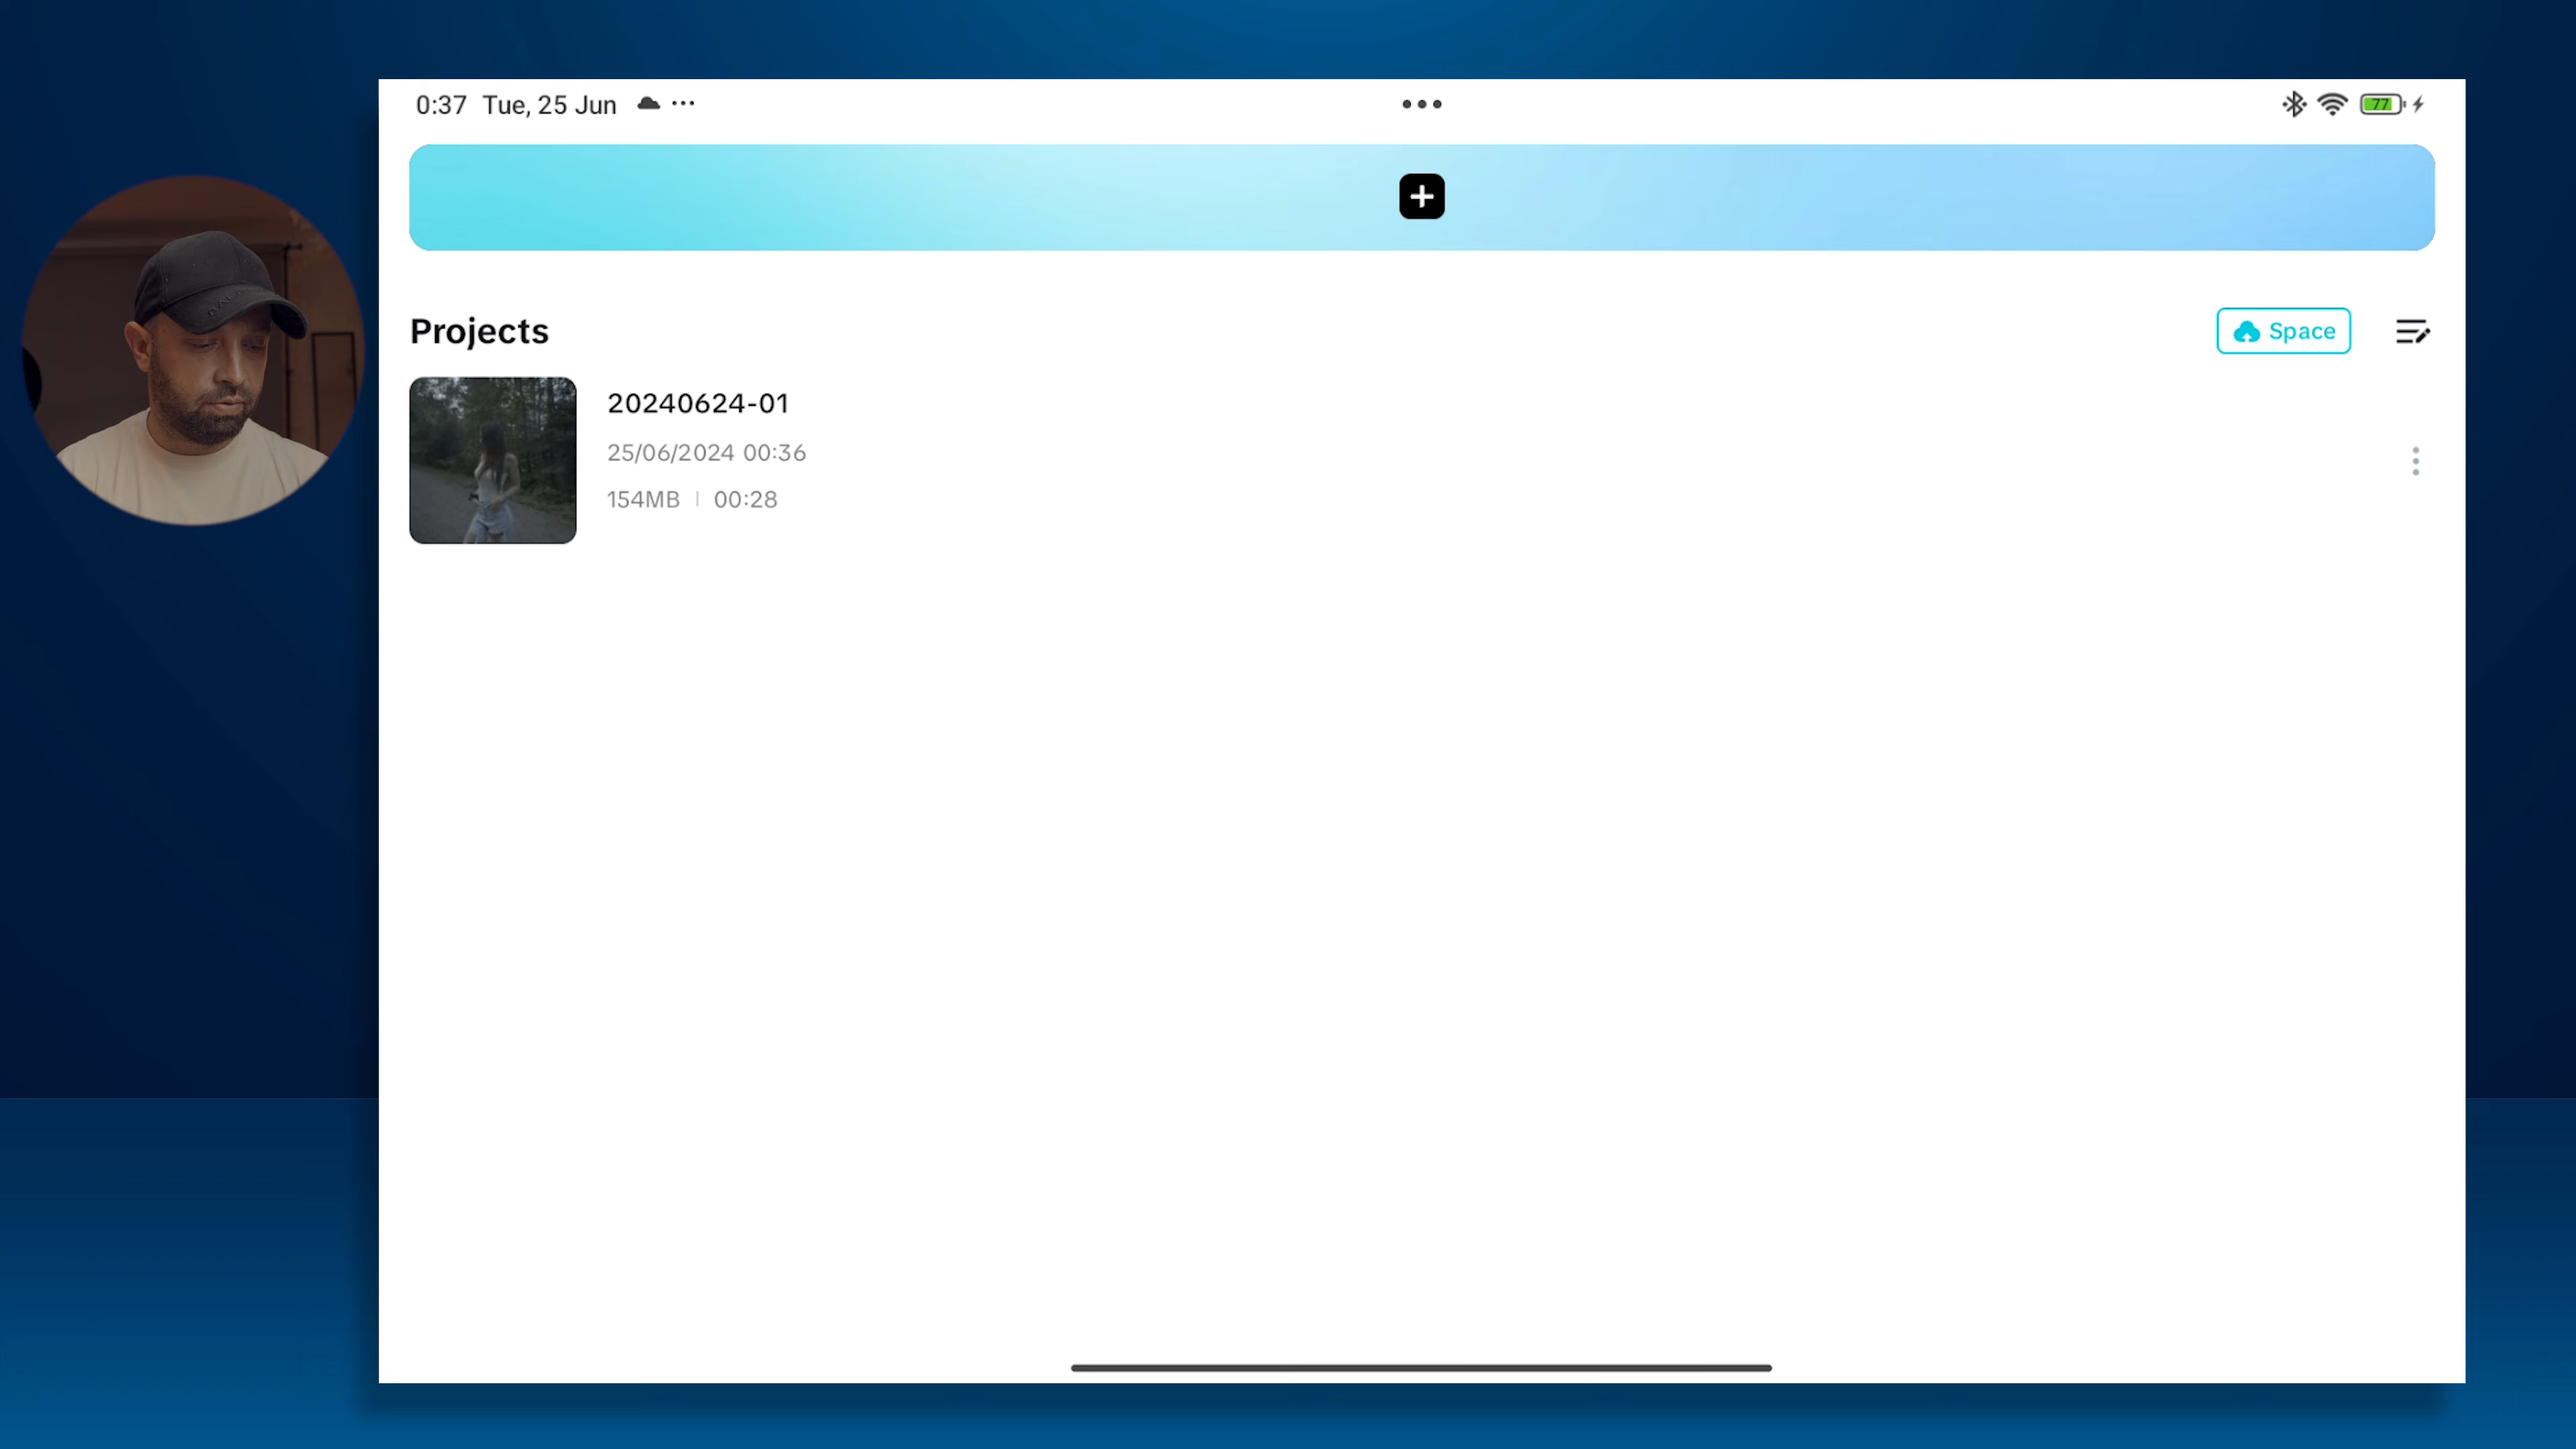 0:37 Tue, 25 Jun
77
Projects
Space
20240624-01
25/06/2024 00:36
154MB | 00:28